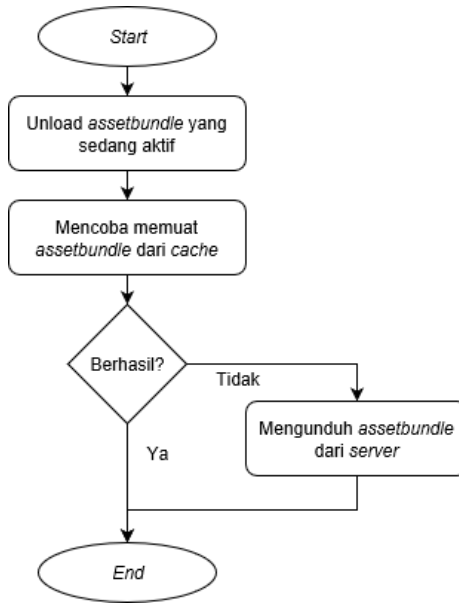 Start
Unload assetbundle yang
sedang aktif
Mencoba memuat
assetbundle dari cache
Berhasil?
Tidak
Mengunduh assetbundle
dari server
Ya
End